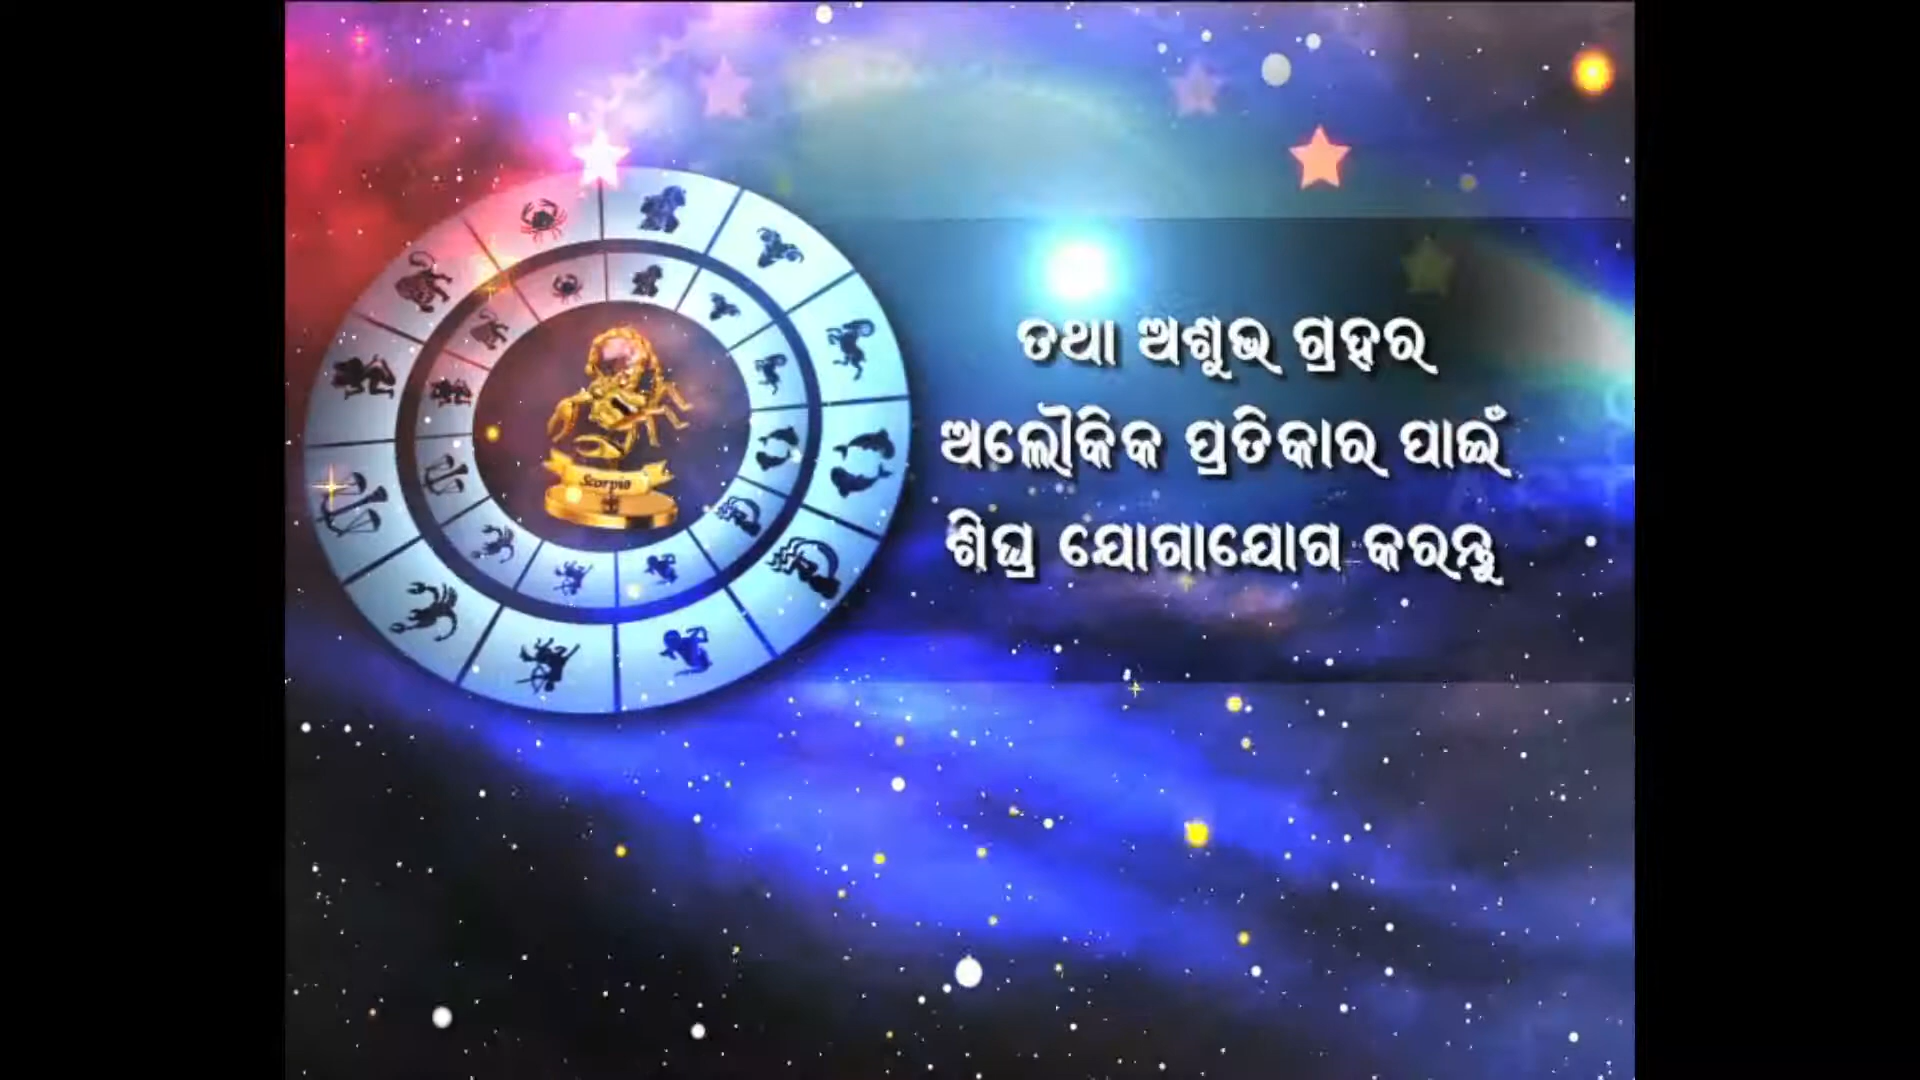 Scorpio
ତଥା ଅଶୁଭ ଗ୍ରହର
ଅଲୌକିକ ପ୍ରତିକାର ପାଇଁ
ଶିଘ୍ର ଯୋଗାଯୋଗ କରନ୍ତୁ